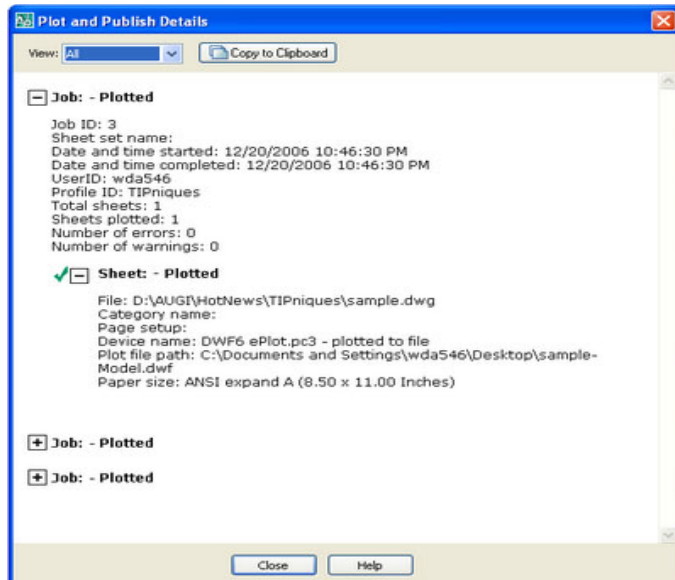 Plot and Publish Details
View: All Copy to Clipboard
Job: - Plotted
Job ID: 3
Sheet set name:
Date and time started: 12/20/2006 10:46:30 PM
Date and time completed: 12/20/2006 10:46:30 PM
UserID: wda546
Profile ID: TIPniques
Total sheets: 1
Sheets plotted: 1
Number of errors: 0
Number of warnings: 0
Sheet: - Plotted
File: D:\AUGI\HotNews\TIPniques\sample.dwg
Category name:
Page setup:
Device name: DWF6 ePlot.pc3 - plotted to file
Plot file path: C:\Documents and Settings\wda546\Desktop\sample-
Model.dwf
Paper size: ANSI expand A (8.50 x 11.00 Inches)
Job: - Plotted
Job: - Plotted
Close Help